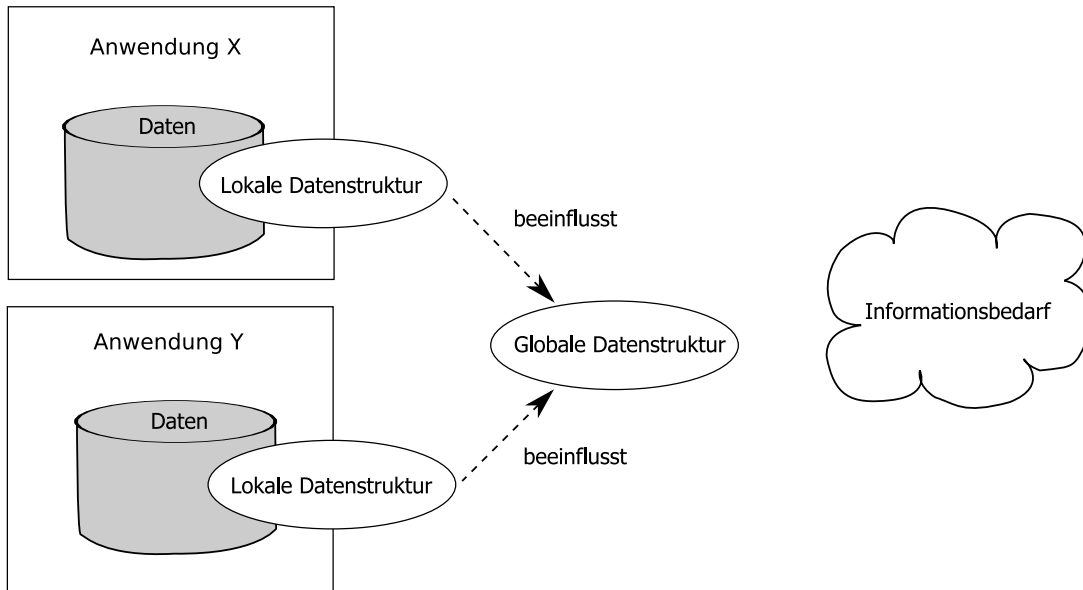 Anwendung X
Daten
Lokale Datenstruktur
beeinflusst
Informationsbedarf
Globale Datenstruktur
Anwendung Y
Daten
beeinflusst
Lokale Datenstruktur